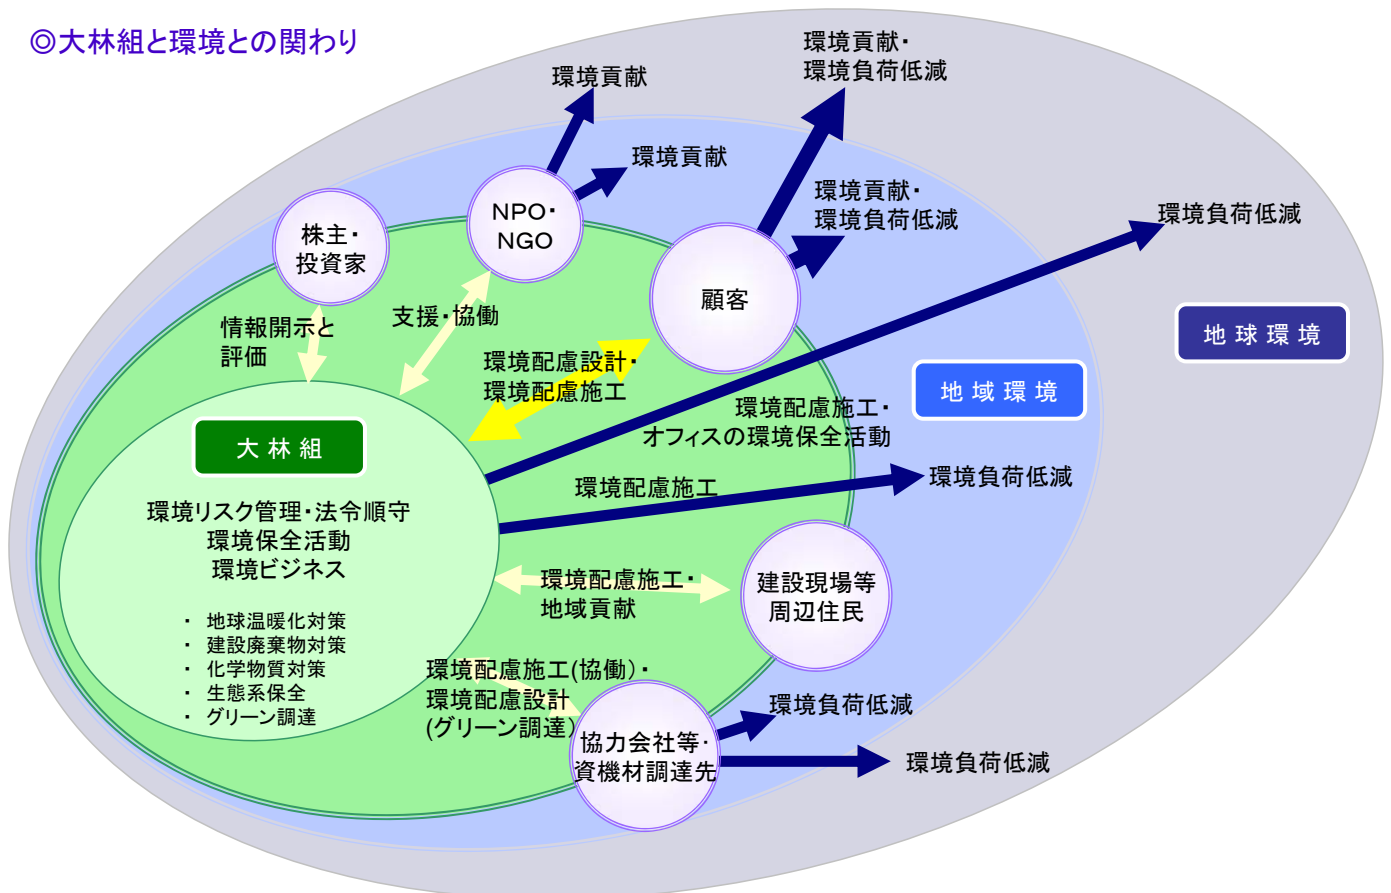 ◎大林組と環境との関わり
環境貢献・
環境負荷低減
環境貢献
環境貢献
環境貢献・
環境負荷低減
環境負荷低減
株主・
投資家
NPO・
NGO
顧客
地球環境
地域環境
情報開示と
評価
支援・協働
環境配慮設計・
環境配慮施工
環境配慮施工・
オフィスの環境保全活動
大林組
環境配慮施工
環境負荷低減
環境リスク管理・法令順守
環境保全活動
環境ビジネス
・ 地球温暖化対策
・ 建設廃棄物対策
・ 化学物質対策
・ 生態系保全
・ グリーン調達
環境配慮施工・
地域貢献
建設現場等
周辺住民
環境配慮施工(協働)・
環境配慮設計
(グリーン調達)
協力会社等・
資機材調達先
環境負荷低減
環境負荷低減